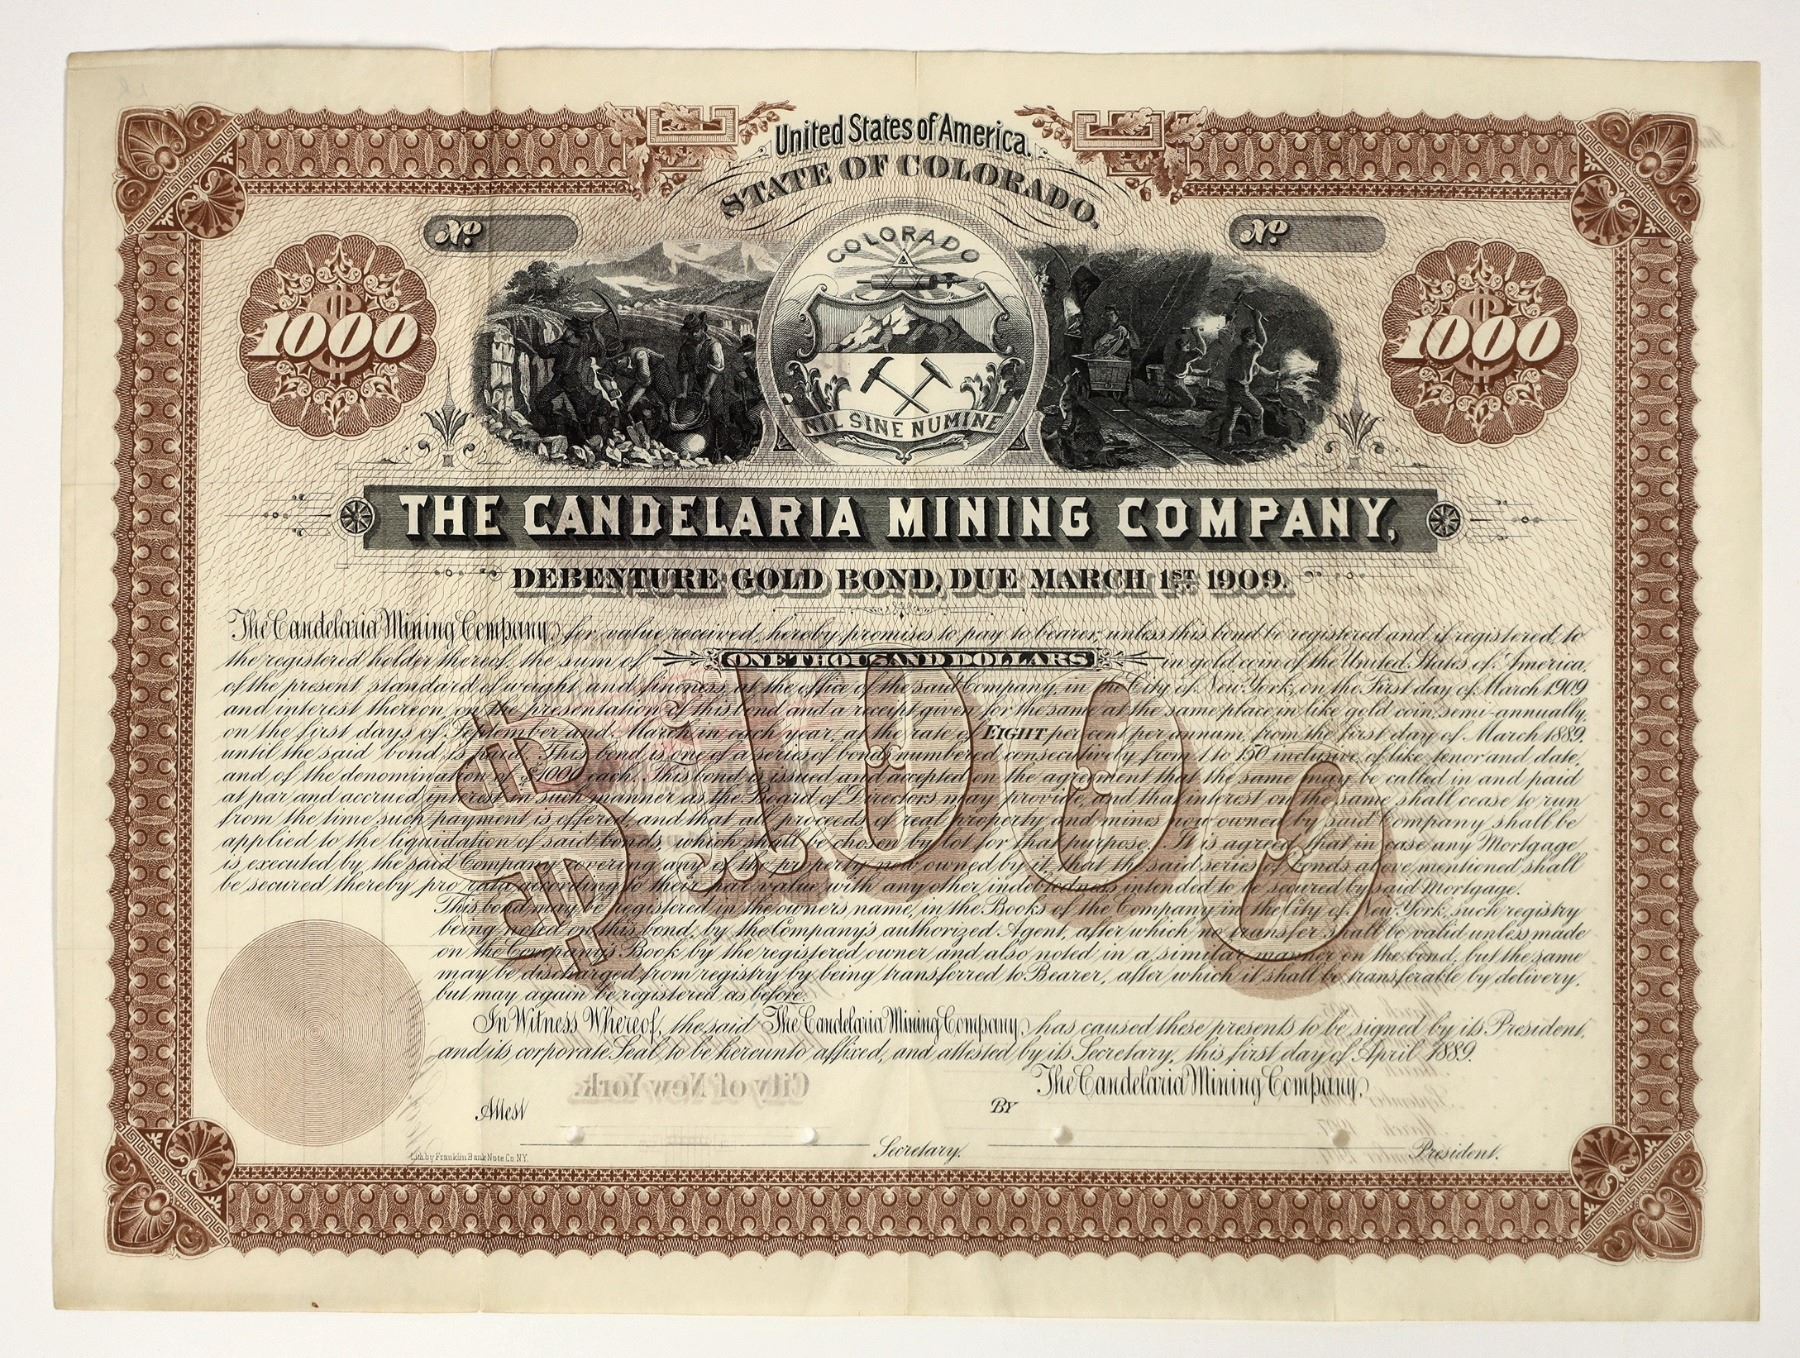 United States of America.
STATE OF COLORADO,
No.
No.
COLORADO
1000
1000
NIL SINE NUMINE
THE CANDELARIA MINING COMPANY,
DEBENTURE GOLD BOND, DUE MARCH 1ST 1909.
The Candelaria Mining Company, for value received, hereby promises to pay to bearer, unless this bond be registered and if registered, to
the registered holder thereof, the sum of ONE THOUSAND DOLLARS in gold coin of the United States of America,
of the present standard of weight and fineness, at the office of the said Company, in the City of New York, on the First day of March 1909
and interest thereon, on the presentation of this bond and a receipt given for the same at the same place in like gold coin, semi-annually,
on the first days of September and March in each year, at the rate of EIGHT per cent per annum, from the first day of March 1889,
until the said bond is paid. This bond is one of a series of bonds numbered consecutively from 1 to 150 inclusive, of like tenor and date,
and of the denomination of $1000 each. This bond is issued and accepted on the agreement that the same may be called in and paid
at par and accrued interest in such manner as the Board of Directors may provide, and that interest on the same shall cease to run
from the time such payment is offered and that all proceeds of real property and mines now owned by said Company shall be
applied to the liquidation of said bonds, which shall be chosen by lot for that purpose. It is agreed that in case any Mortgage
is executed by the said Company covering any of the property now owned by it, that the said series of bonds above mentioned shall
be secured thereby, pro rata according to their par value, with any other indebtedness intended to be secured by said Mortgage.
This bond may be registered in the owner's name, in the Books of the Company in the City of New York, such registry
being noted on this bond, by the Company's authorized Agent, after which no transfer shall be valid unless made
on the Company's Book by the registered owner and also noted in a similar manner on the bond, but the same
may be discharged from registry by being transferred to Bearer, after which it shall be transferable by delivery,
but may again be registered as before.
$1000
In Witness Whereof, the said The Candelaria Mining Company, has caused these presents to be signed by its President,
and its corporate Seal to be hereunto affixed, and attested by its Secretary, this first day of April 1889.
The Candelaria Mining Company,
Attest
BY
Secretary.
President.
Lith. by Franklin Bank Note Co. N.Y.
City of New York.